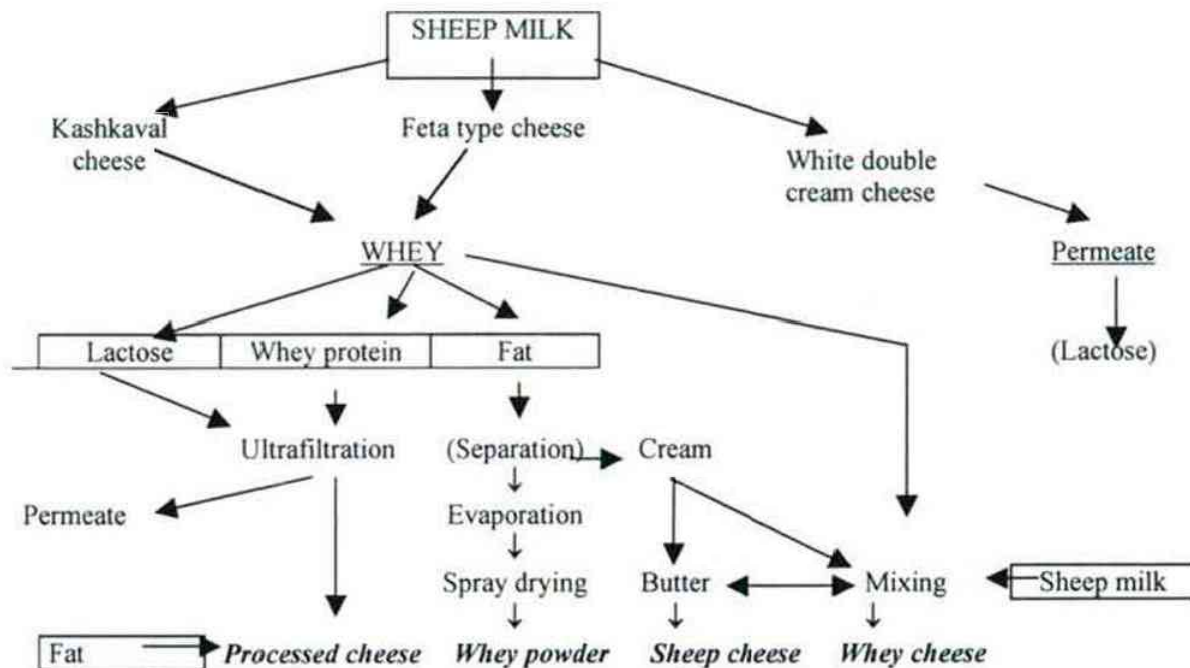 SHEEP MILK
Kashkaval
cheese
Feta type cheese
White double
cream cheese
WHEY
Permeate
Lactose
Whey protein
Fat
(Lactose)
Ultrafiltration
(Separation)
Cream
Permeate
Evaporation
Spray drying
Butter
Mixing
Sheep milk
Fat
Processed cheese
Whey powder
Sheep cheese
Whey cheese